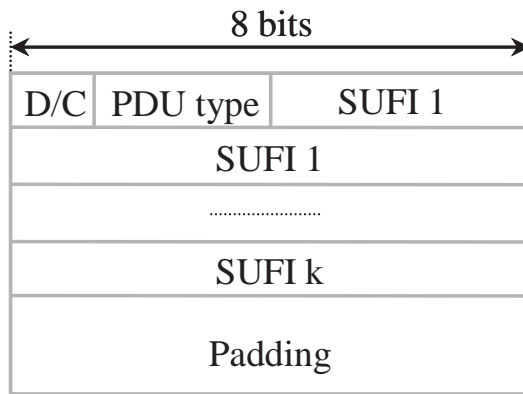 8 bits
D/C PDU type SUFI 1
SUFI 1
........................
SUFI k
Padding